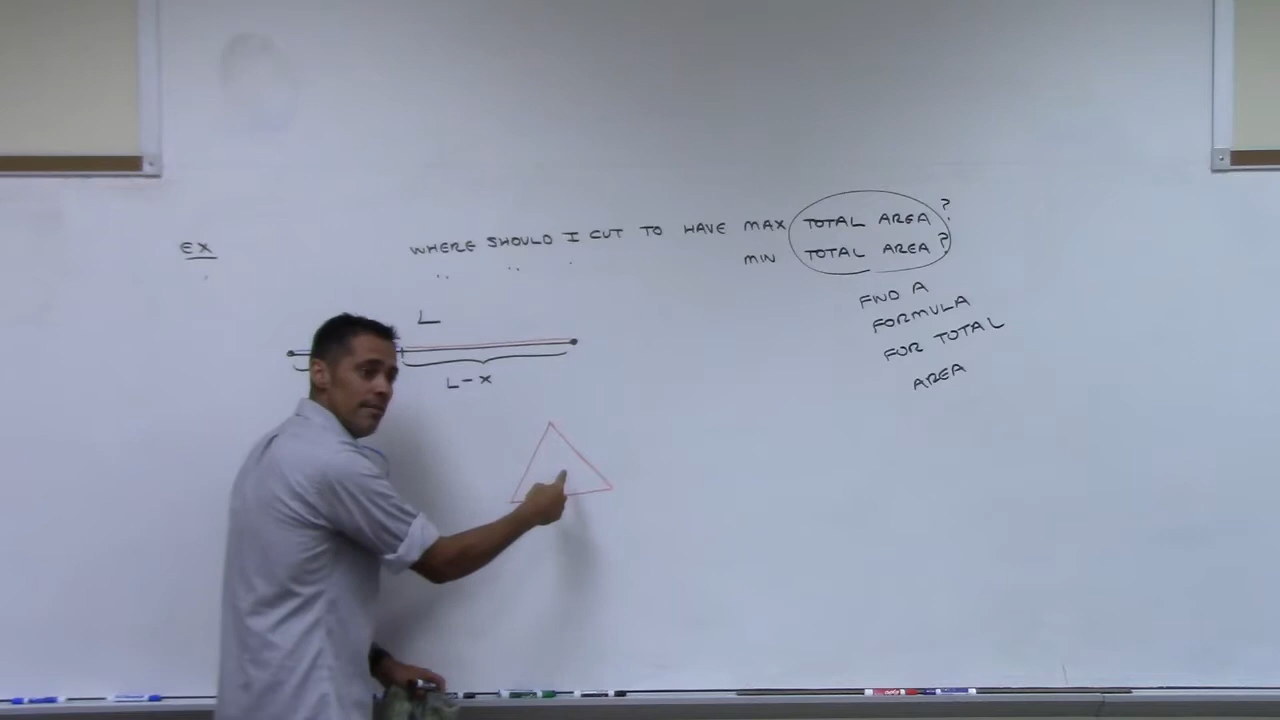 EX
WHERE SHOULD I CUT TO HAVE MAX TOTAL AREA?
" " . MIN TOTAL AREA?
FIND A
FORMULA
FOR TOTAL
AREA
L
L-x